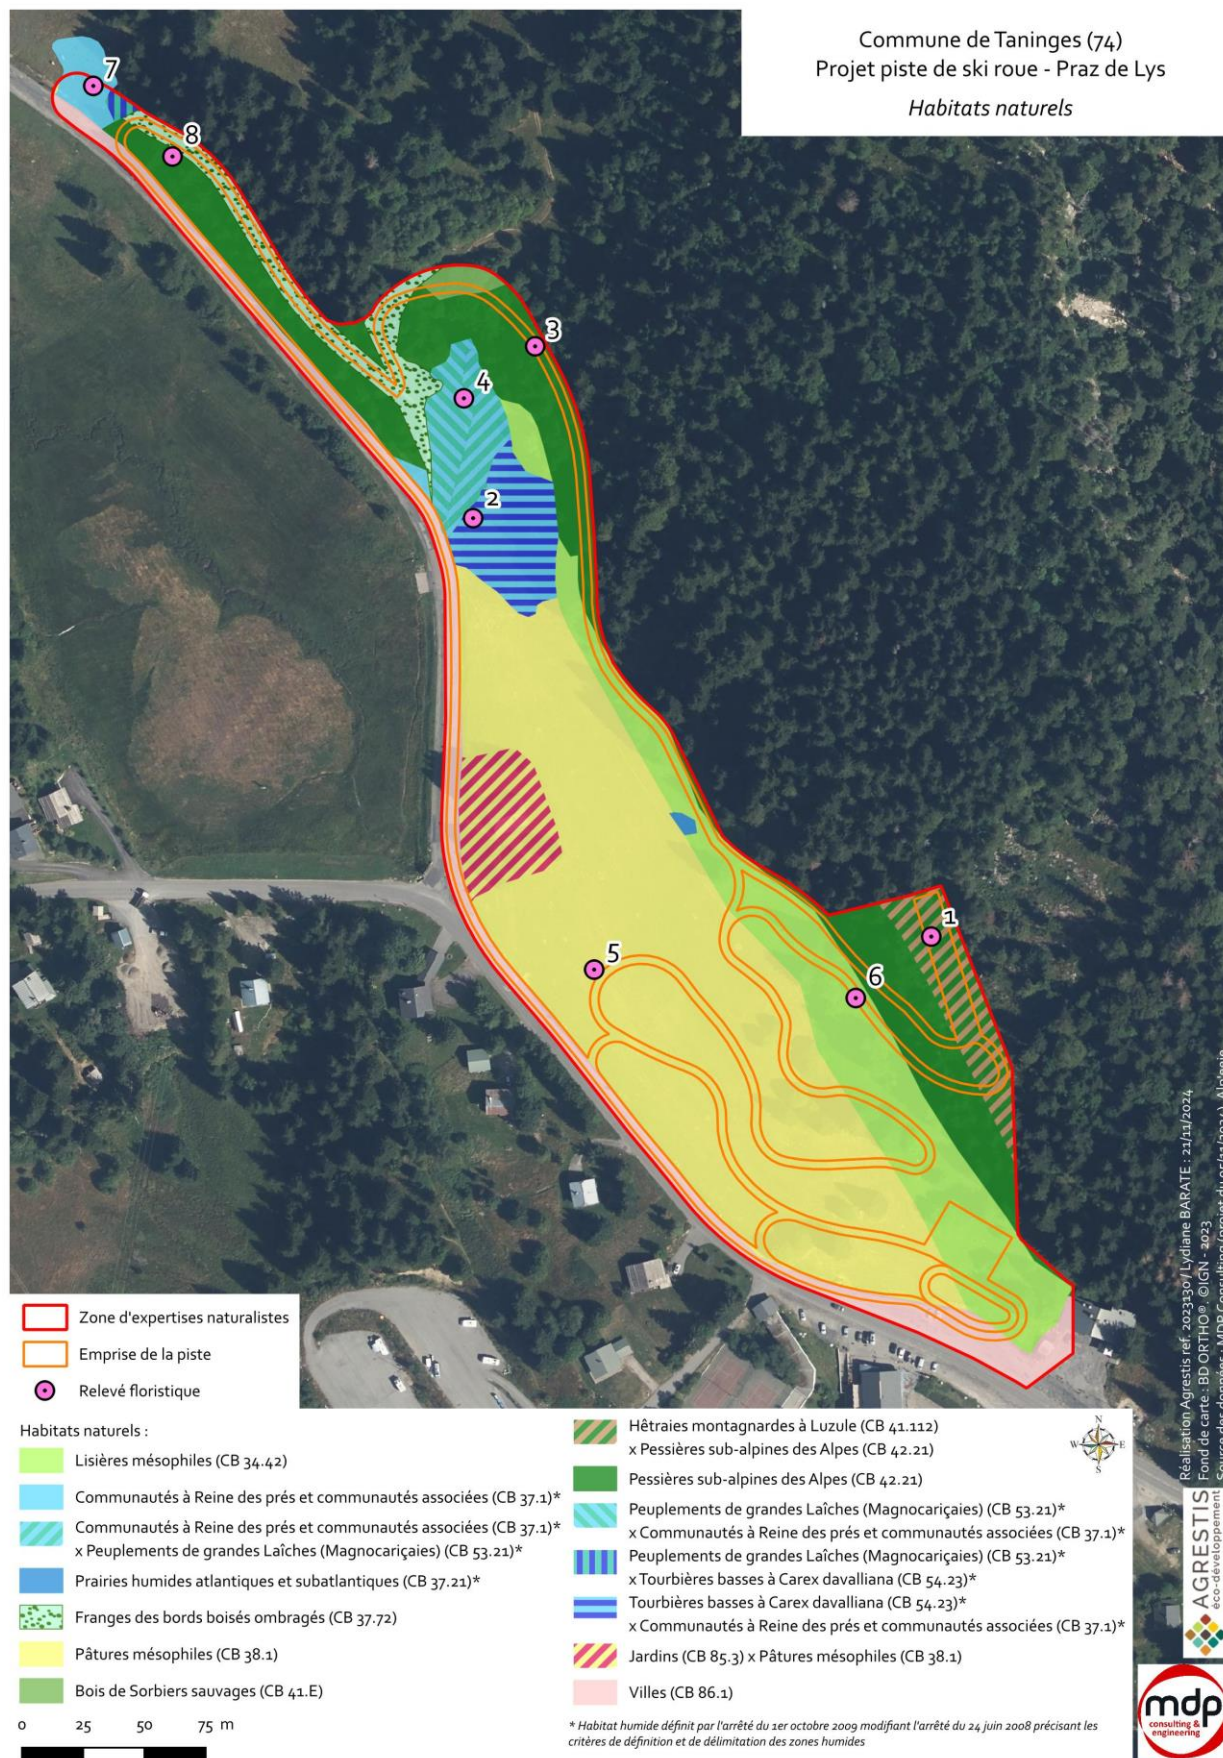 Commune de Taninges (74)
Projet piste de ski roue - Praz de Lys
Habitats naturels
7
8
3
4
2
1
5
6
Zone d'expertises naturalistes
Emprise de la piste
Relevé floristique
Habitats naturels :
Lisières mésophiles (CB 34.42)
Communautés à Reine des prés et communautés associées (CB 37.1)*
Communautés à Reine des prés et communautés associées (CB 37.1)*
x Peuplements de grandes Laîches (Magnocariçaies) (CB 53.21)*
Prairies humides atlantiques et subatlantiques (CB 37.21)*
Franges des bords boisés ombragés (CB 37.72)
Pâtures mésophiles (CB 38.1)
Bois de Sorbiers sauvages (CB 41.E)
0 25 50 75 m
Hêtraies montagnardes à Luzule (CB 41.112)
x Pessières sub-alpines des Alpes (CB 42.21)
Pessières sub-alpines des Alpes (CB 42.21)
Peuplements de grandes Laîches (Magnocariçaies) (CB 53.21)*
x Communautés à Reine des prés et communautés associées (CB 37.1)*
Peuplements de grandes Laîches (Magnocariçaies) (CB 53.21)*
x Tourbières basses à Carex davalliana (CB 54.23)*
Tourbières basses à Carex davalliana (CB 54.23)*
x Communautés à Reine des prés et communautés associées (CB 37.1)*
Jardins (CB 85.3) x Pâtures mésophiles (CB 38.1)
Villes (CB 86.1)
* Habitat humide définit par l'arrêté du 1er octobre 2009 modifiant l'arrêté du 24 juin 2008 précisant les
critères de définition et de délimitation des zones humides
N
W E
S
Réalisation Agrestis ref. 2023130 / Lydiane BARATE : 21/11/2024
Fond de carte : BD ORTHO®, ©IGN - 2023
Source des données : MDP Consulting (projet du
AGRESTIS
éco-développement
mdp
consulting &
engineering